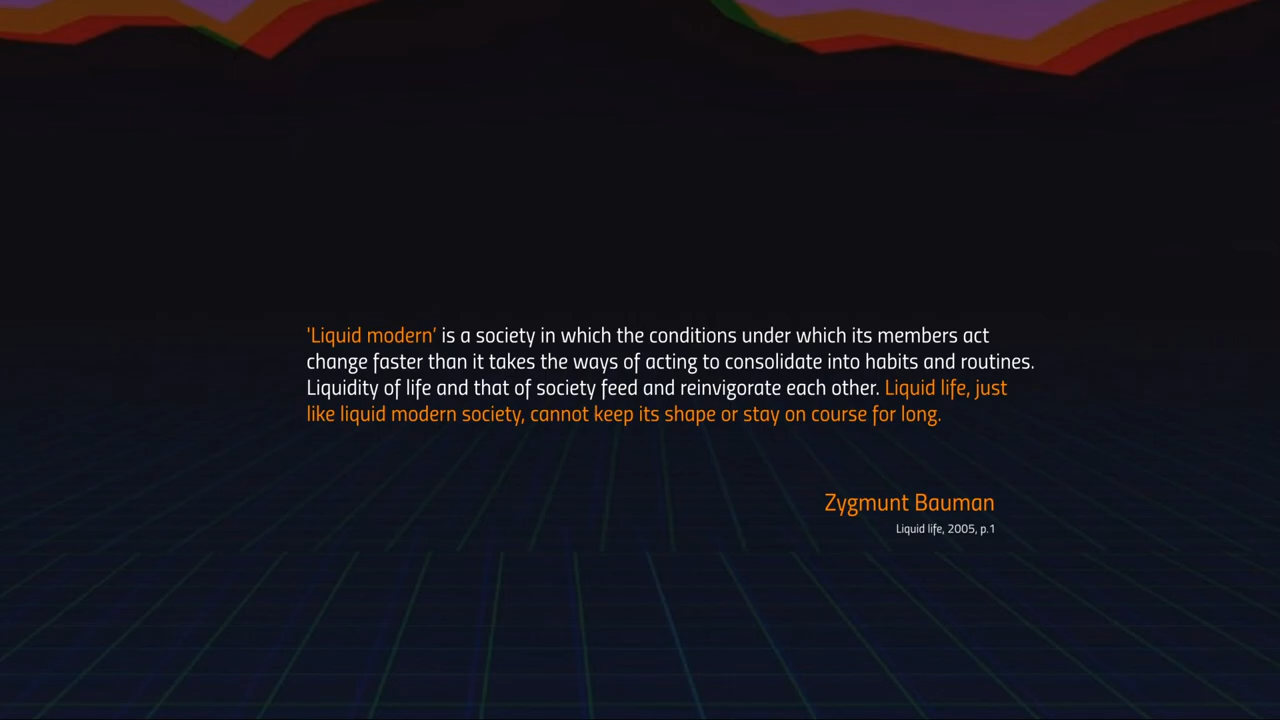 'Liquid modern' is a society in which the conditions under which its members act
change faster than it takes the ways of acting to consolidate into habits and routines.
Liquidity of life and that of society feed and reinvigorate each other. Liquid life, just
like liquid modern society, cannot keep its shape or stay on course for long.
Zygmunt Bauman
Liquid life, 2005, p.1